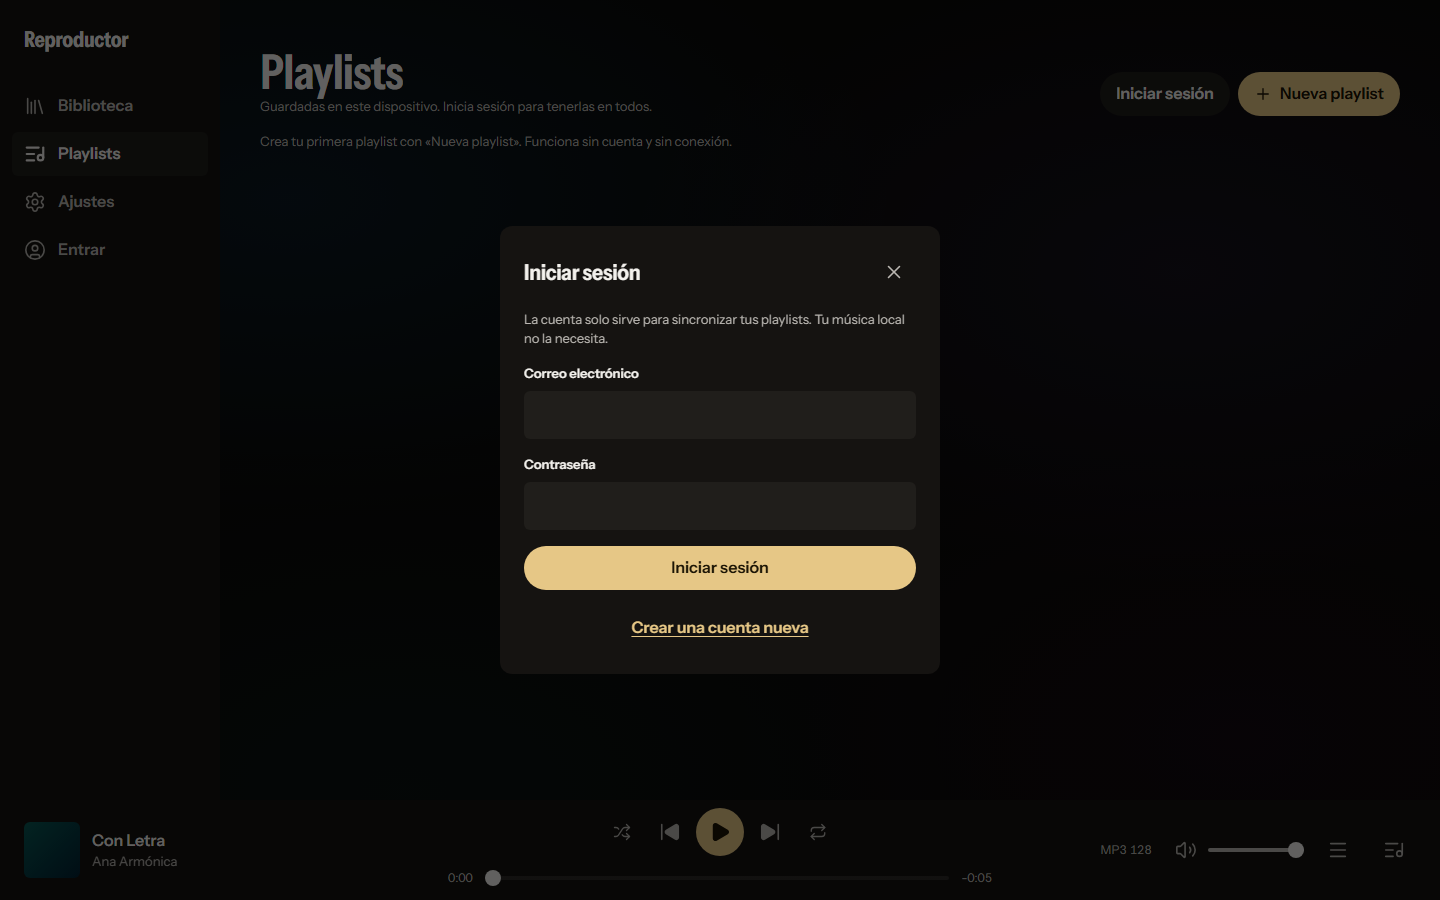 Reproductor
Biblioteca
Playlists
Ajustes
Entrar
Playlists
Guardadas en este dispositivo. Inicia sesión para tenerlas en todos.
Iniciar sesión
Nueva playlist
Crea tu primera playlist con «Nueva playlist». Funciona sin cuenta y sin conexión.
Iniciar sesión
La cuenta solo sirve para sincronizar tus playlists. Tu música local
no la necesita.
Correo electrónico
Contraseña
Iniciar sesión
Crear una cuenta nueva
Con Letra
Ana Armónica
0:00
-0:05
MP3 128